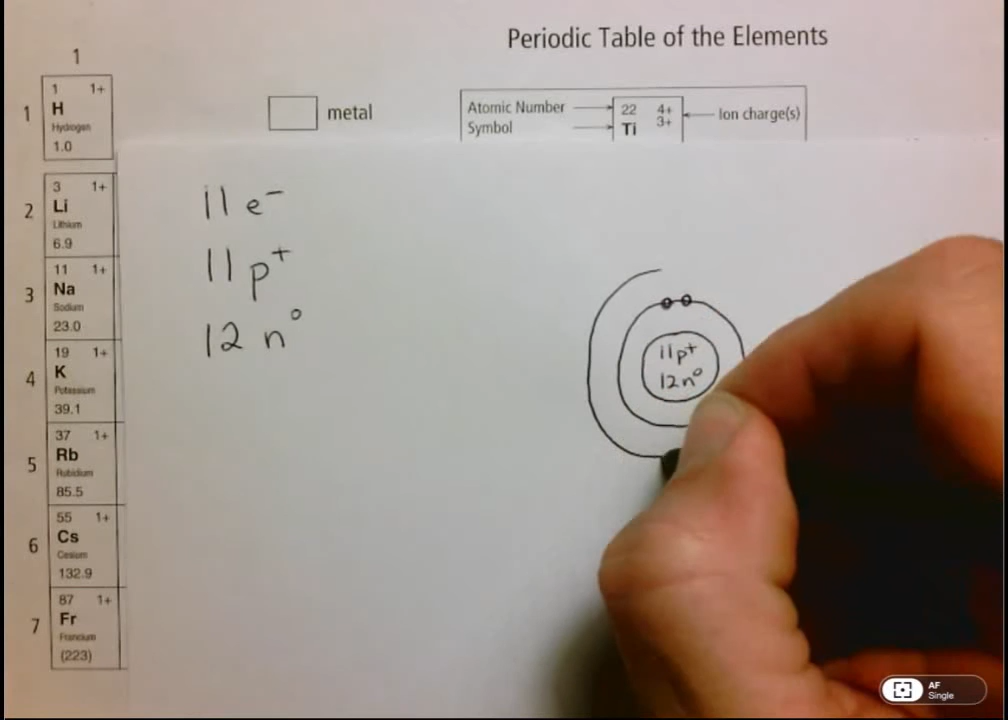 Periodic Table of the Elements
1
1 1+
1 H
Hydrogen
1.0
metal
Atomic Number 22 4+ Ion charge(s)
Symbol Ti 3+
3 1+
2 Li
Lithium
6.9
11 1+
3 Na
Sodium
23.0
19 1+
4 K
Potassium
39.1
37 1+
5 Rb
Rubidium
85.5
55 1+
6 Cs
Cesium
132.9
87 1+
7 Fr
Francium
(223)
11 e⁻
11 p⁺
12 n⁰
11p⁺
12n⁰
AF
Single